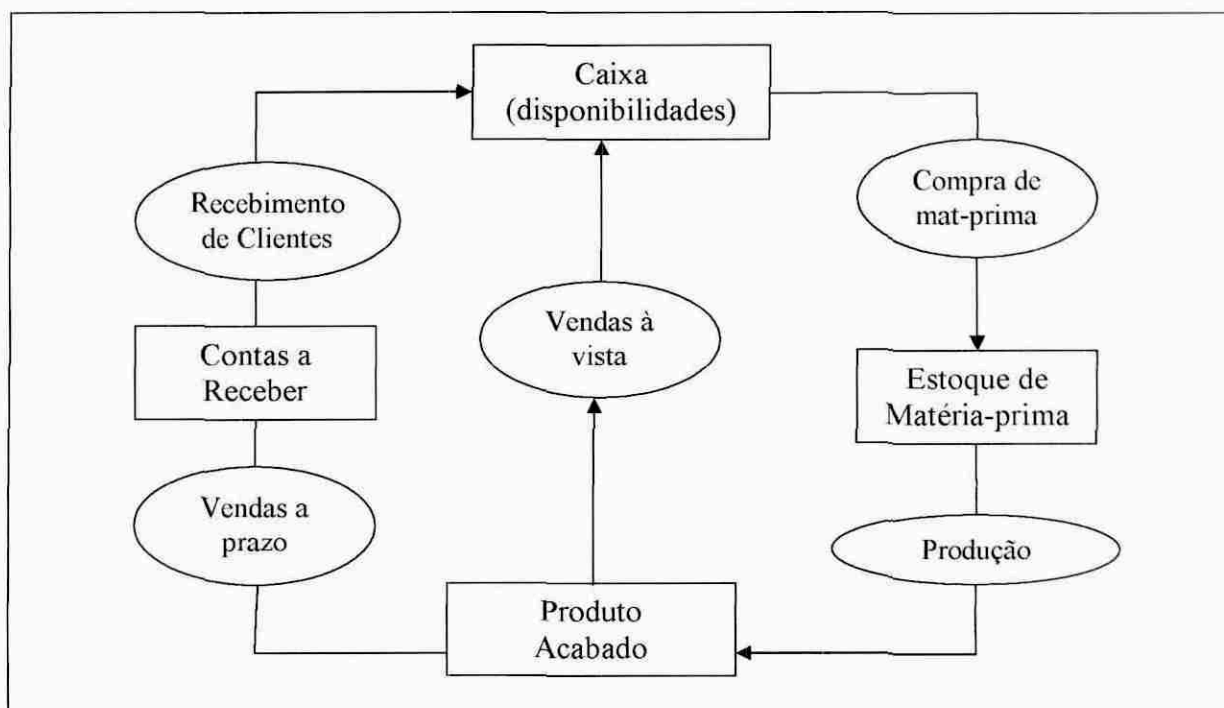 Caixa
(disponibilidades)
Compra de
mat-prima
Estoque de
Matéria-prima
Produção
Produto
Acabado
Vendas à
vista
Vendas a
prazo
Contas a
Receber
Recebimento
de Clientes